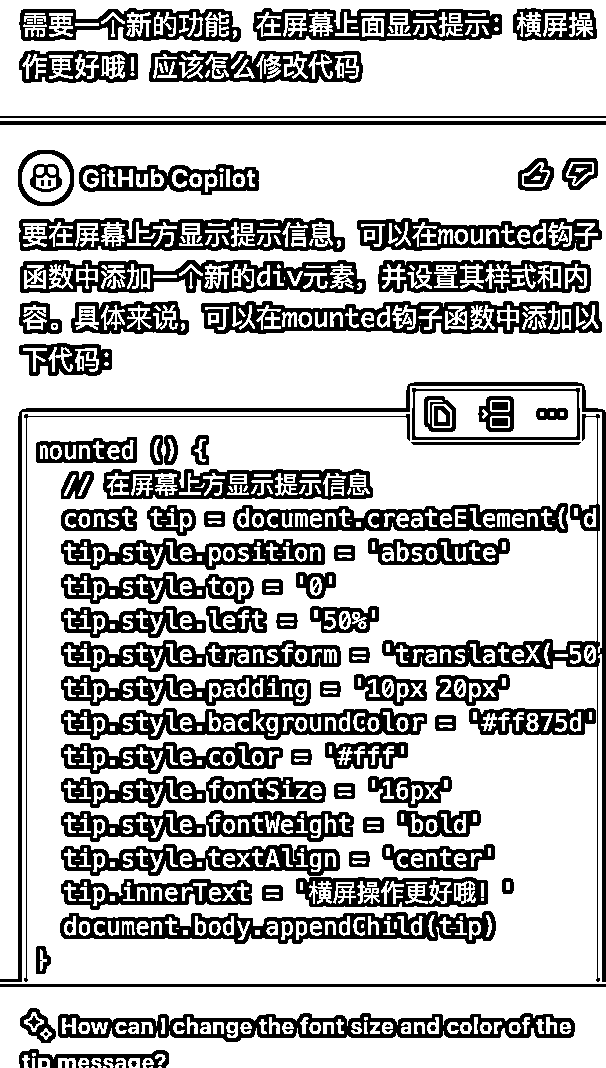 需要一个新的功能，在屏幕上面显示提示：横屏操
作更好哦！应该怎么修改代码
GitHub Copilot
要在屏幕上方显示提示信息，可以在mounted钩子
函数中添加一个新的div元素，并设置其样式和内
容。具体来说，可以在mounted钩子函数中添加以
下代码：
mounted () {
// 在屏幕上方显示提示信息
const tip = document.createElement('d
tip.style.position = 'absolute'
tip.style.top = '0'
tip.style.left = '50%'
tip.style.transform = 'translateX(-50%
tip.style.padding = '10px 20px'
tip.style.backgroundColor = '#ff875d'
tip.style.color = '#fff'
tip.style.fontSize = '16px'
tip.style.fontWeight = 'bold'
tip.style.textAlign = 'center'
tip.innerText = '横屏操作更好哦！'
document.body.appendChild(tip)
}
How can I change the font size and color of the
tip message?